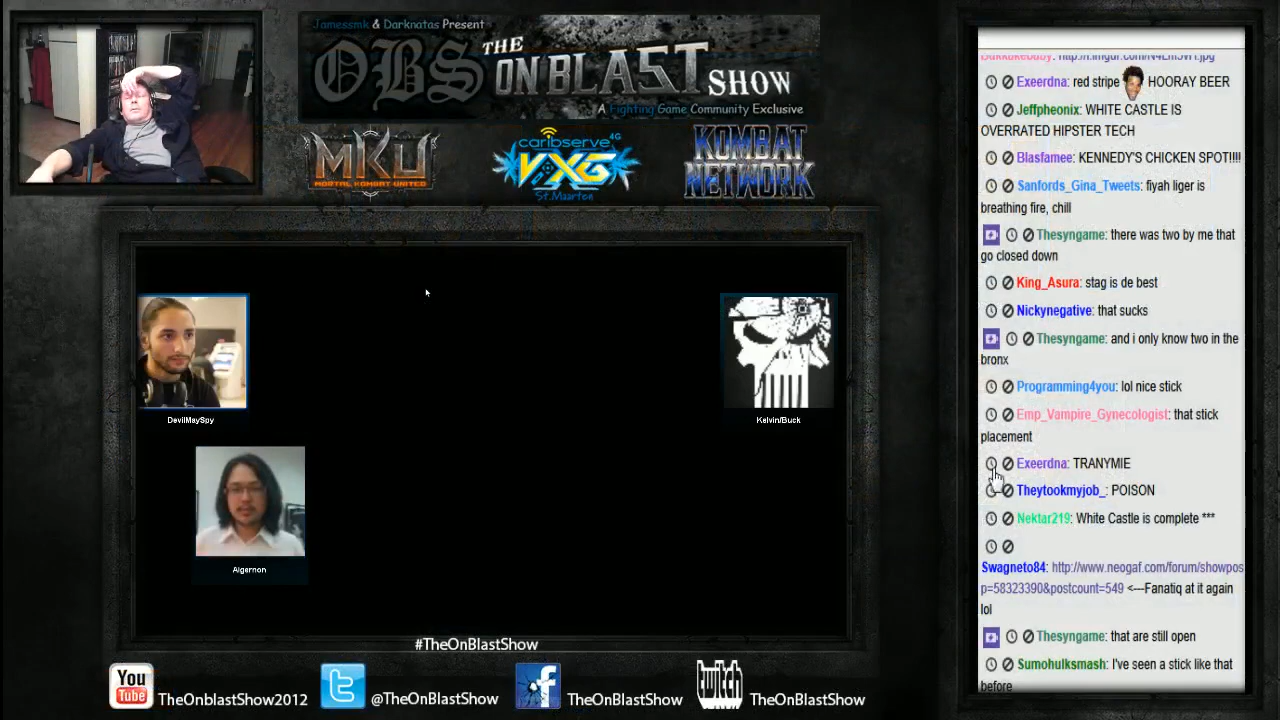 Jamessmk & Darknatas Present
OBS THE ON BLAST SHOW
A Fighting Game Community Exclusive
MKU
MORTAL KOMBAT UNITED
caribserve 4G
VXG
St.Maarten
KOMBAT
NETWORK
DevilMaySpy
Kelvin/Buck
Algernon
#TheOnBlastShow
You
Tube
TheOnblastShow2012
@TheOnBlastShow
TheOnBlastShow
twitch
TheOnBlastShow
Exeerdna: red stripe HOORAY BEER
Jeffpheonix: WHITE CASTLE IS
OVERRATED HIPSTER TECH
Blasfamee: KENNEDY'S CHICKEN SPOT!!!!
Sanfords_Gina_Tweets: fiyah liger is
breathing fire, chill
Thesyngame: there was two by me that
go closed down
King_Asura: stag is de best
Nickynegative: that sucks
Thesyngame: and i only know two in the
bronx
Programming4you: lol nice stick
Emp_Vampire_Gynecologist: that stick
placement
Exeerdna: TRANYMIE
Theytookmyjob_: POISON
Nektar219: White Castle is complete ***
Swagneto84: http://www.neogaf.com/forum/showpos
p=58323390&postcount=549 <---Fanatiq at it again
lol
Thesyngame: that are still open
Sumohulksmash: I've seen a stick like that
before